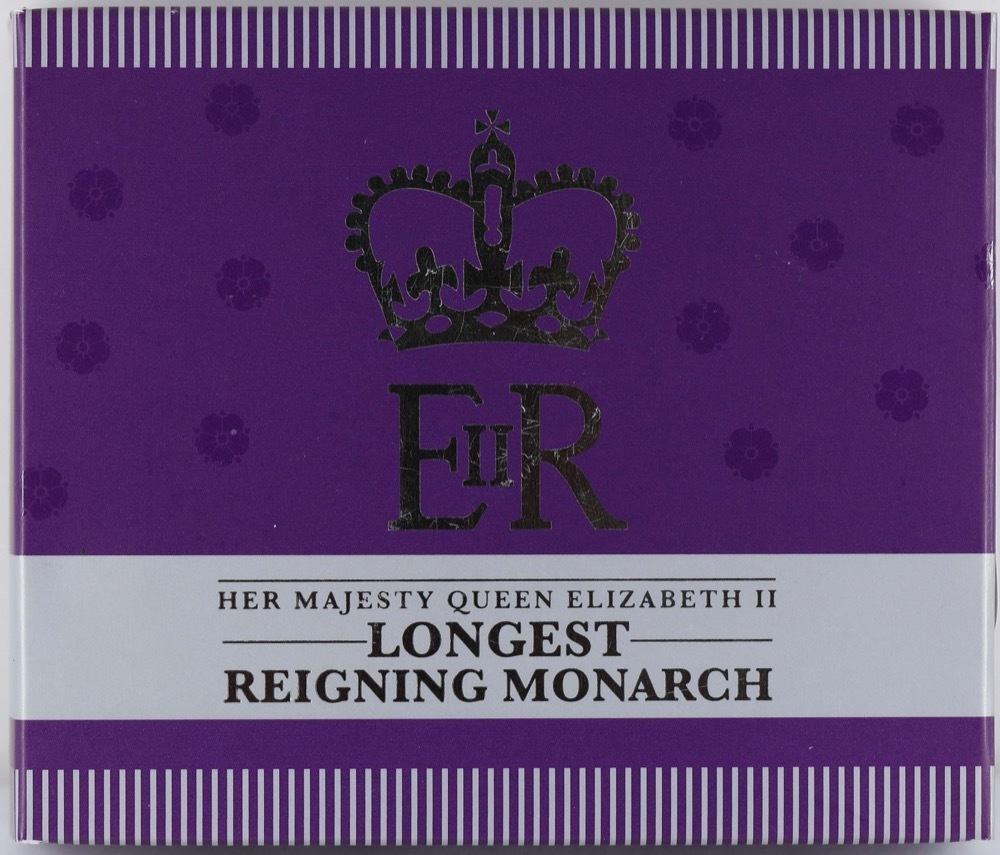 EIIR
HER MAJESTY QUEEN ELIZABETH II
LONGEST
REIGNING MONARCH